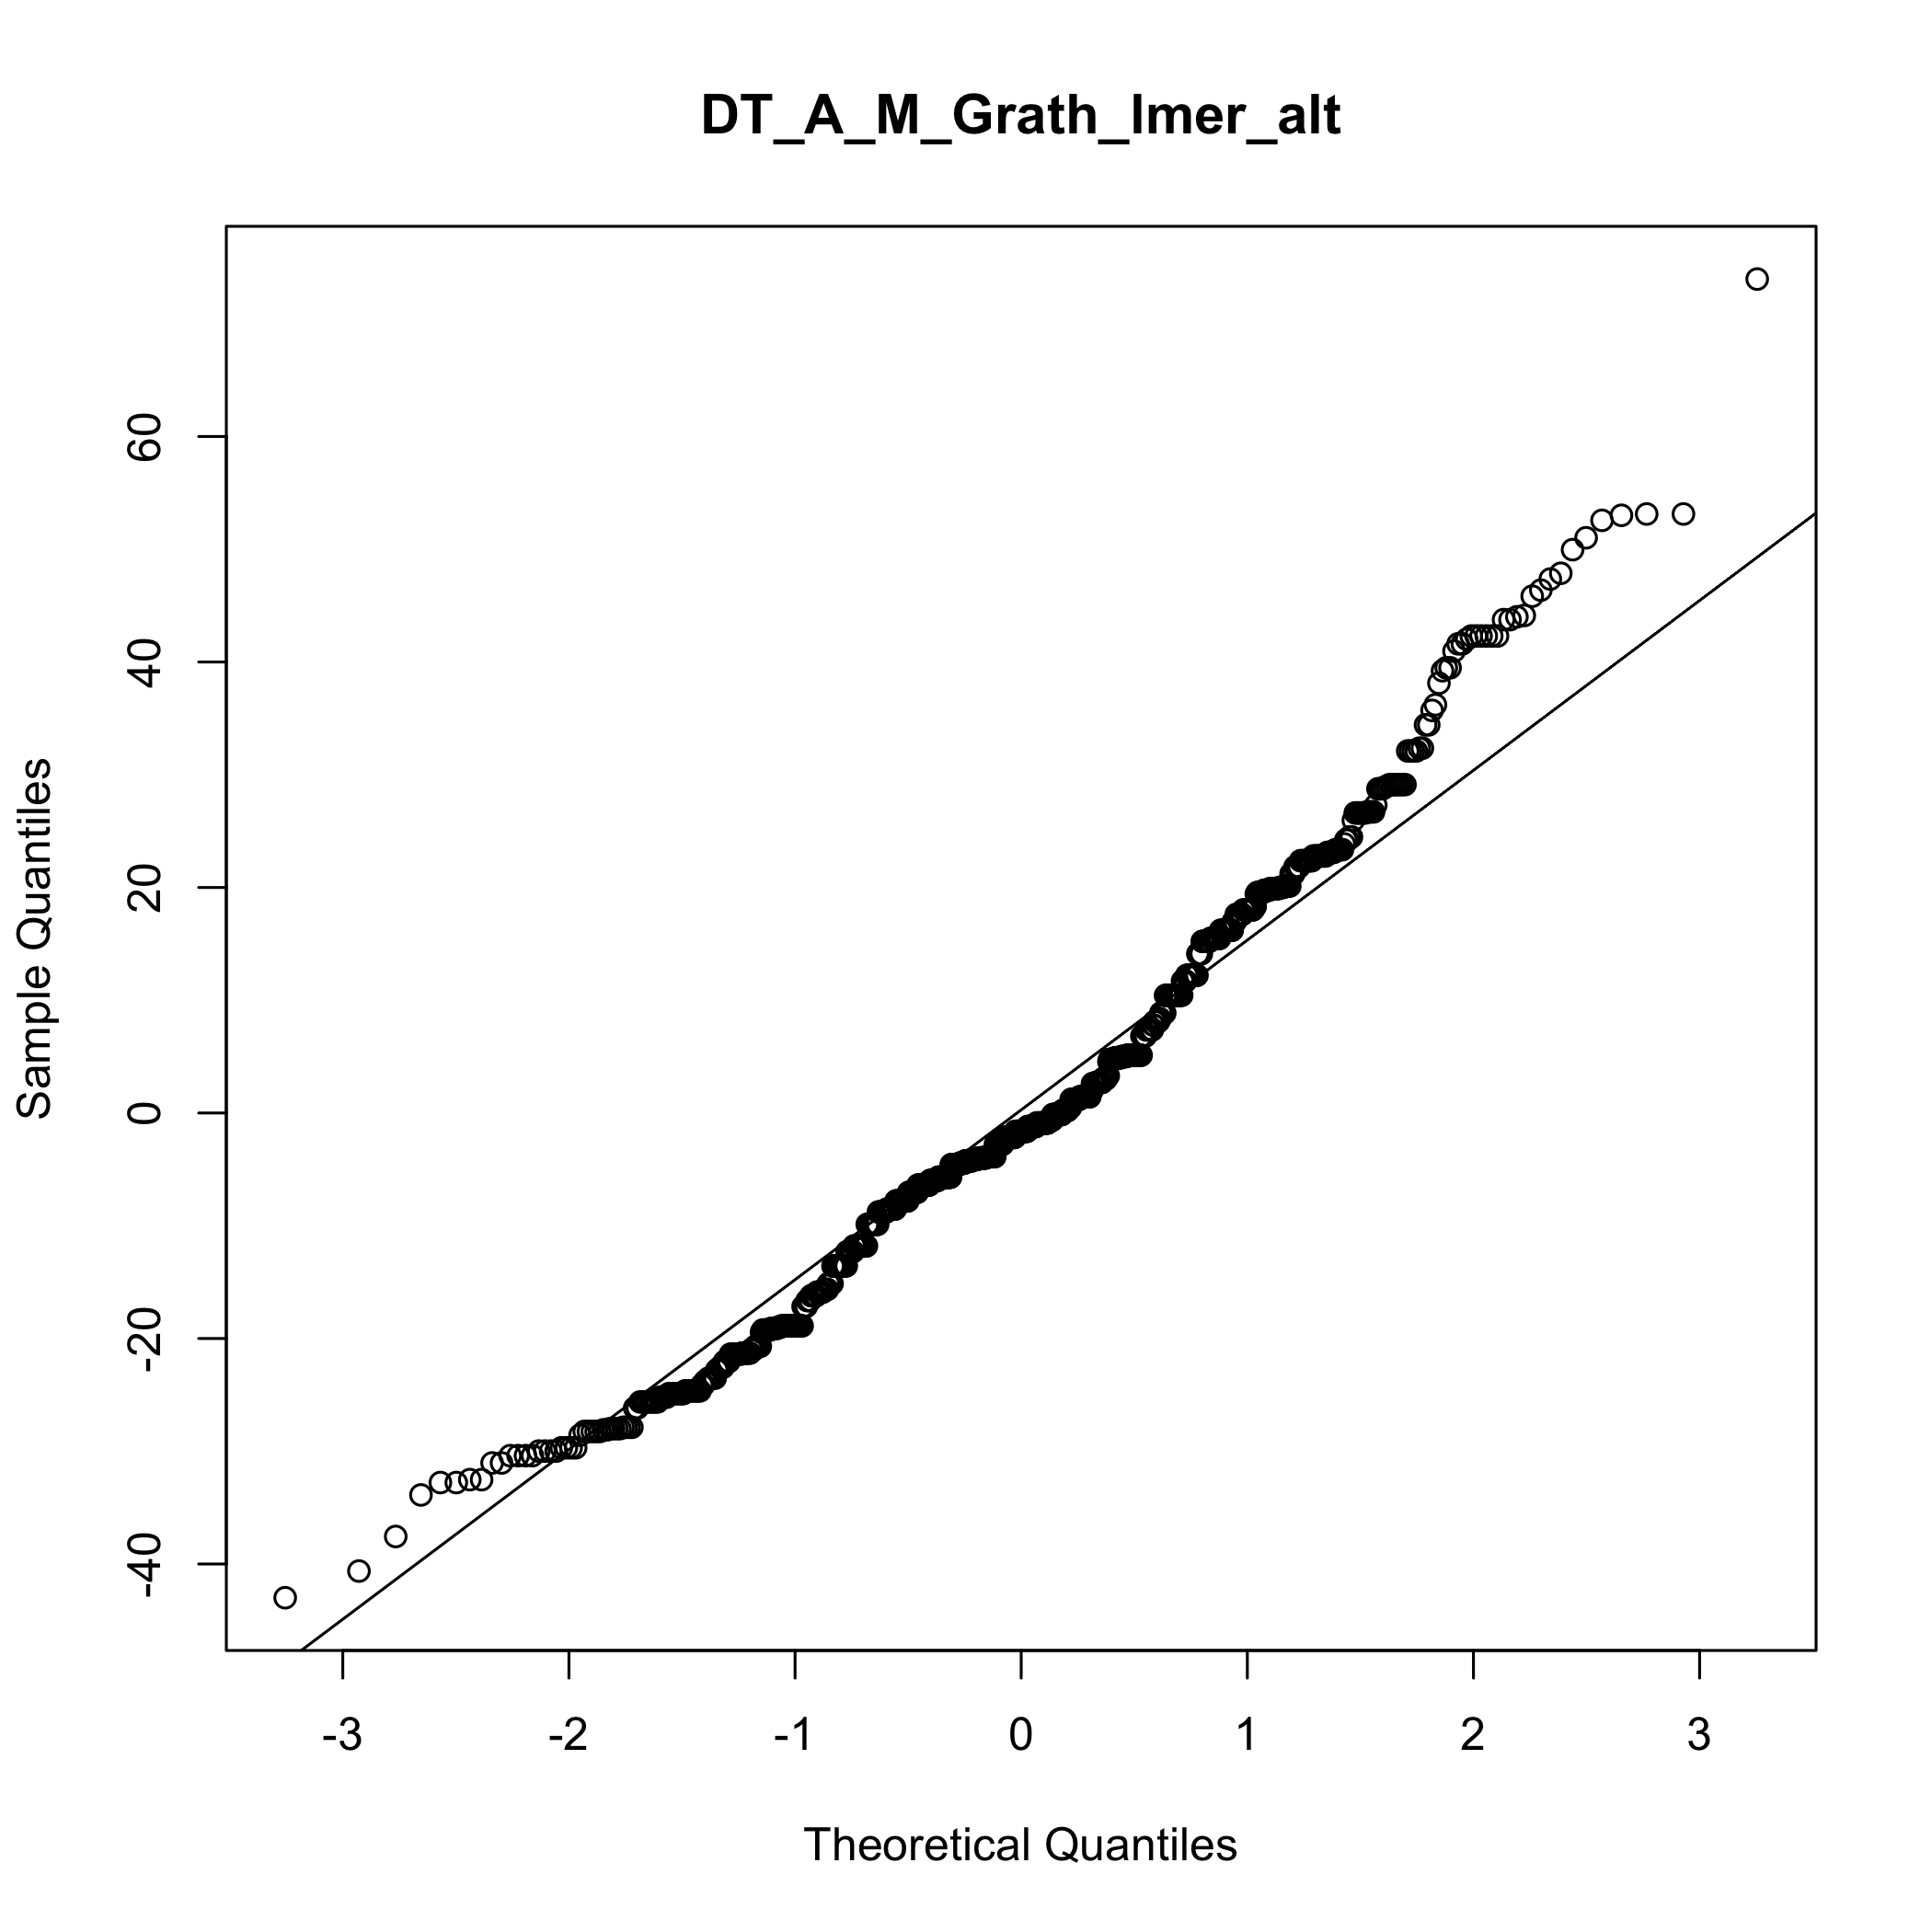 DT_A_M_Grath_lmer_alt
Sample Quantiles
60
40
20
0
-20
-40
-3 -2 -1 0 1 2 3
Theoretical Quantiles